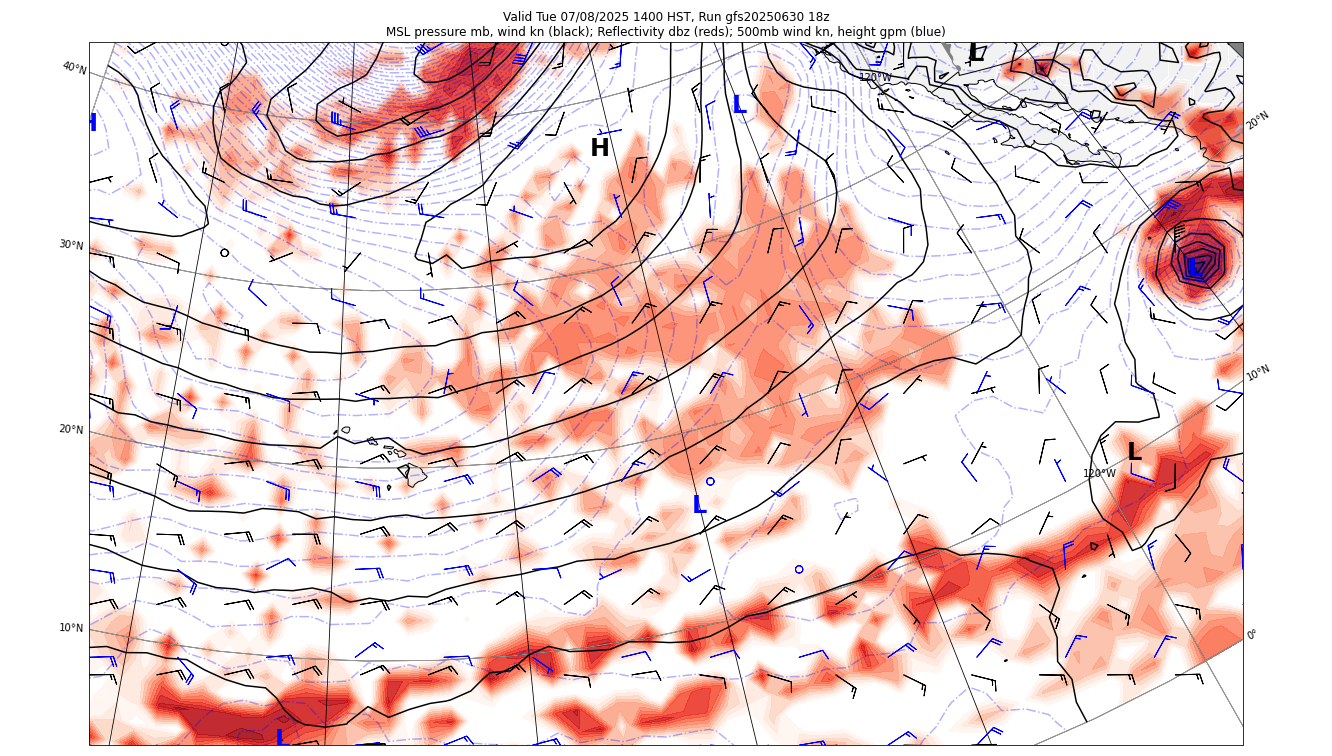 Valid Tue 07/08/2025 1400 HST, Run gfs20250630 18z
MSL pressure mb, wind kn (black); Reflectivity dbz (reds); 500mb wind kn, height gpm (blue)
L
40°N
120°W
L
H
20°N
H
30°N
L
10°N
20°N
L
120°W
L
10°N
0°
L